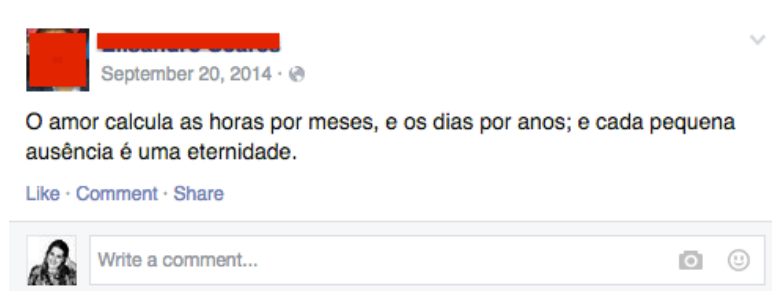 September 20, 2014 ·
O amor calcula as horas por meses, e os dias por anos; e cada pequena
ausência é uma eternidade.
Like · Comment · Share
Write a comment...